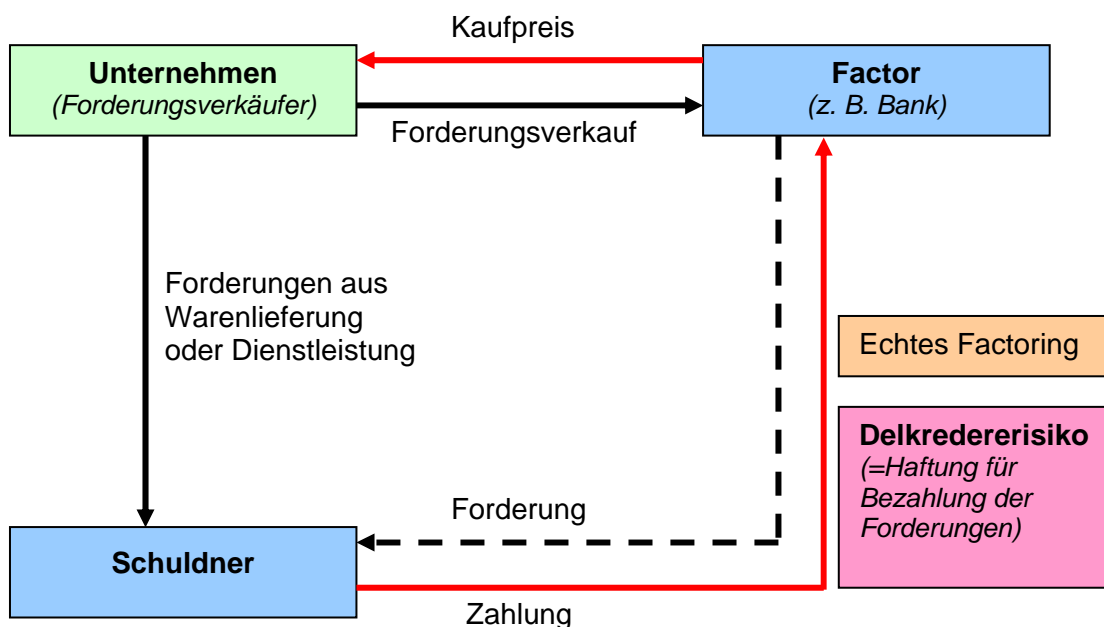 Kaufpreis
Unternehmen
(Forderungsverkäufer)
Factor
(z. B. Bank)
Forderungsverkauf
Forderungen aus
Warenlieferung
oder Dienstleistung
Echtes Factoring
Delkredererisiko
(=Haftung für
Bezahlung der
Forderungen)
Forderung
Schuldner
Zahlung